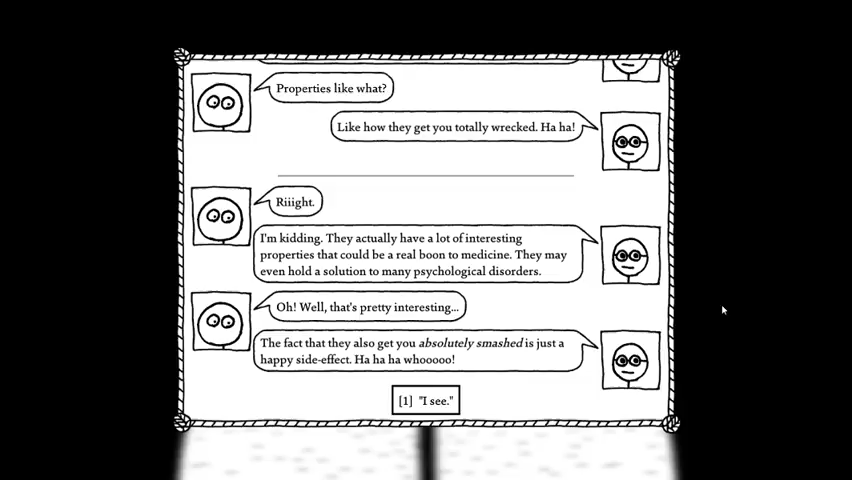 Properties like what?
Like how they get you totally wrecked. Ha ha!
Riiight.
I'm kidding. They actually have a lot of interesting
properties that could be a real boon to medicine. They may
even hold a solution to many psychological disorders.
Oh! Well, that's pretty interesting...
The fact that they also get you absolutely smashed is just a
happy side-effect. Ha ha ha whooooo!
[1] "I see."